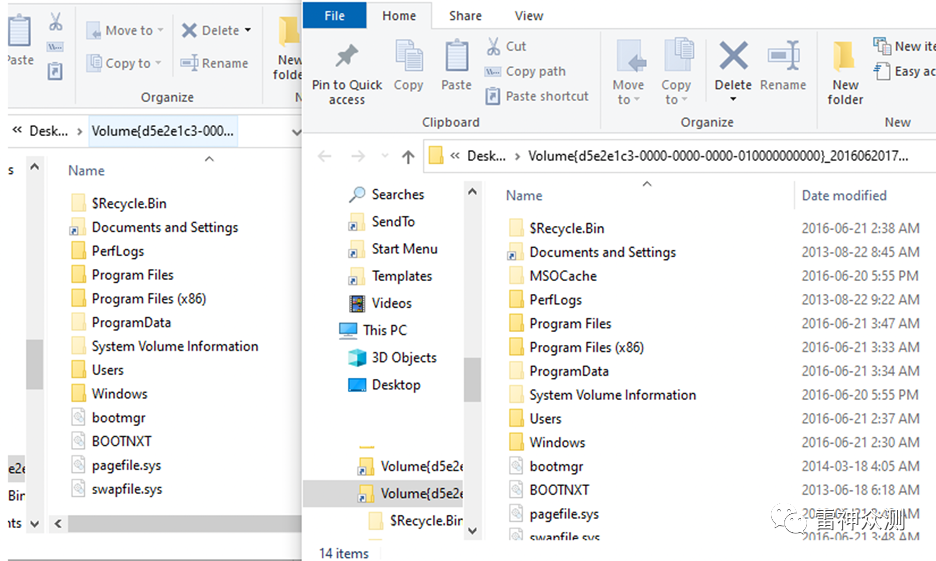 Paste
Move to
Copy to
Delete
Rename
New
folde
Organize
N
« Desk... > Volume{d5e2e1c3-000...
s
Name
$Recycle.Bin
Documents and Settings
PerfLogs
Program Files
Program Files (x86)
ProgramData
System Volume Information
Users
Windows
bootmgr
BOOTNXT
pagefile.sys
swapfile.sys
e2e
Bin
nts
File Home Share View
Pin to Quick
access
Copy
Paste
Cut
Copy path
Paste shortcut
Clipboard
Move
to
Copy
to
Delete
Rename
Organize
New
folder
New ite
Easy ac
New
« Desk... > Volume{d5e2e1c3-0000-0000-0000-010000000000}_2016062017...
Searches
SendTo
Start Menu
Templates
Videos
This PC
3D Objects
Desktop
Volume{d5e2e
Volume{d5e2e
$Recycle.Bin
Name Date modified
$Recycle.Bin 2016-06-21 2:38 AM
Documents and Settings 2013-08-22 8:45 AM
MSOCache 2016-06-20 5:55 PM
PerfLogs 2013-08-22 9:22 AM
Program Files 2016-06-21 3:47 AM
Program Files (x86) 2016-06-21 3:33 AM
ProgramData 2016-06-21 3:34 AM
System Volume Information 2016-06-20 5:55 PM
Users 2016-06-21 2:37 AM
Windows 2016-06-21 2:30 AM
bootmgr 2014-03-18 4:05 AM
BOOTNXT 2013-06-18 6:18 AM
pagefile.sys
swapfile.sys 2016-06-21 3:48 AM
雷神众测
14 items